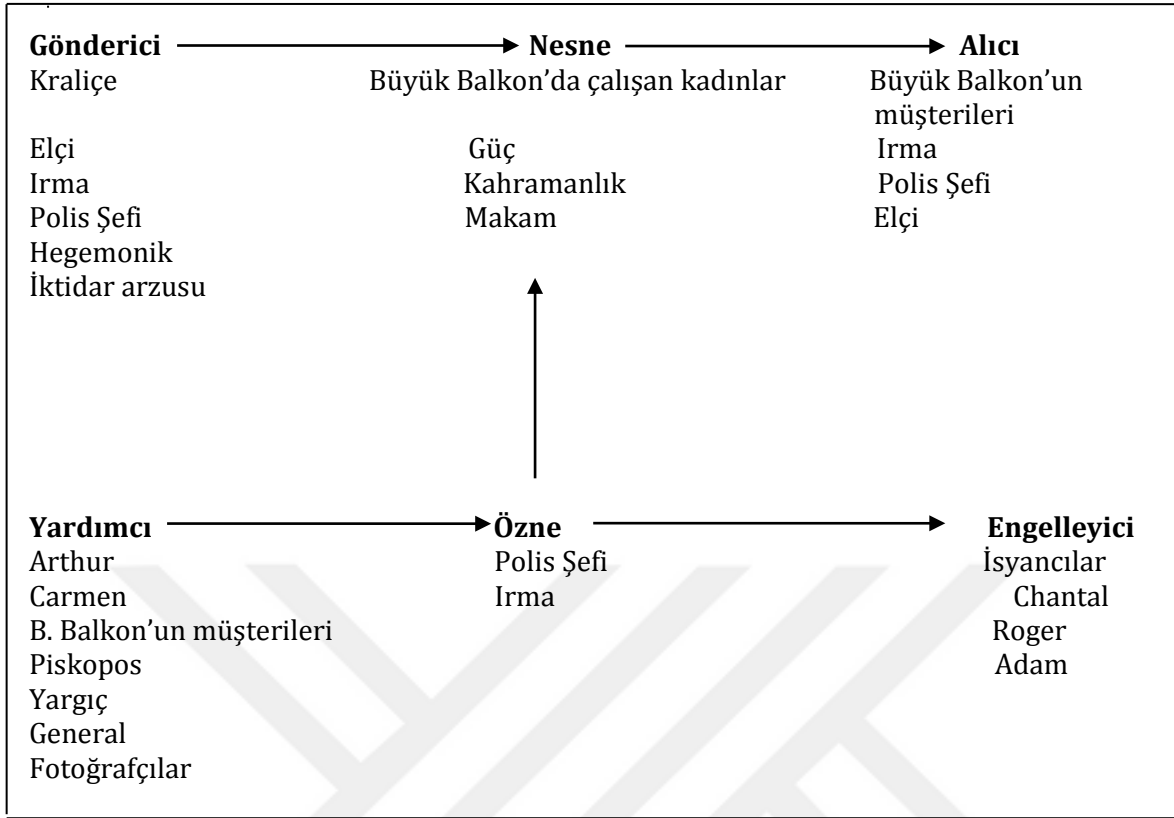 Gönderici Nesne Alıcı
Kraliçe Büyük Balkon’da çalışan kadınlar Büyük Balkon’un
müşterileri
Elçi Güç Irma
Irma Kahramanlık Polis Şefi
Polis Şefi Makam Elçi
Hegemonik
İktidar arzusu
Yardımcı Özne Engelleyici
Arthur Polis Şefi İsyancılar
Carmen Irma Chantal
B. Balkon’un müşterileri Roger
Piskopos Adam
Yargıç
General
Fotoğrafçılar